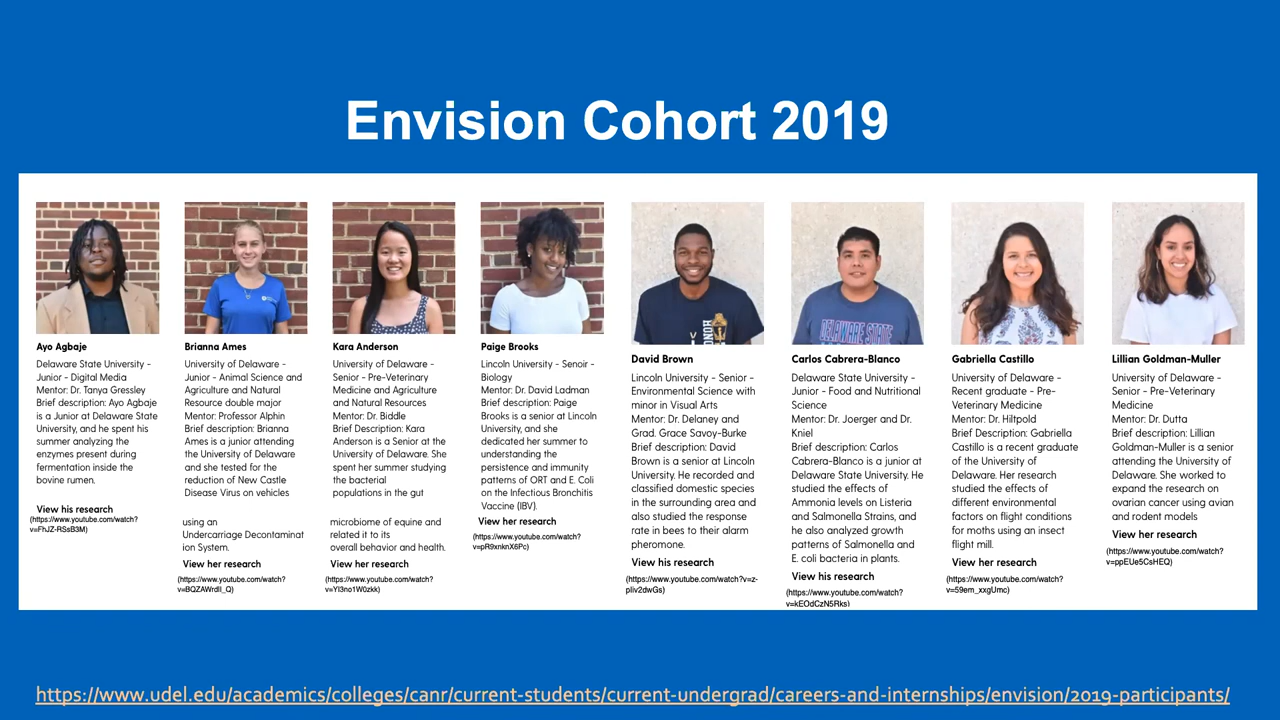 Envision Cohort 2019
Ayo Agbaje
Delaware State University -
Junior - Digital Media
Mentor: Dr. Tanya Gressley
Brief description: Ayo Agbaje
is a Junior at Delaware State
University, and he spent his
summer analyzing the
enzymes present during
fermentation inside the
bovine rumen.
View his research
(https://www.youtube.com/watch?
v=FhJZ-RSsB3M)
Brianna Ames
University of Delaware -
Junior - Animal Science and
Agriculture and Natural
Resource double major
Mentor: Professor Alphin
Brief description: Brianna
Ames is a junior attending
the University of Delaware
and she tested for the
reduction of New Castle
Disease Virus on vehicles
using an
Undercarriage Decontaminat
ion System.
View her research
(https://www.youtube.com/watch?
v=BQZAWrdlI_Q)
Kara Anderson
University of Delaware -
Senior - Pre-Veterinary
Medicine and Agriculture
and Natural Resources
Mentor: Dr. Biddle
Brief Description: Kara
Anderson is a Senior at the
University of Delaware. She
spent her summer studying
the bacterial
populations in the gut
microbiome of equine and
related it to its
overall behavior and health.
View her research
(https://www.youtube.com/watch?
v=YI3no1W0zkk)
Paige Brooks
Lincoln University - Senoir -
Biology
Mentor: Dr. David Ladman
Brief description: Paige
Brooks is a senior at Lincoln
University, and she
dedicated her summer to
understanding the
persistence and immunity
patterns of ORT and E. Coli
on the Infectious Bronchitis
Vaccine (IBV).
View her research
(https://www.youtube.com/watch?
v=pR9xnknX6Pc)
David Brown
Lincoln University - Senior -
Environmental Science with
minor in Visual Arts
Mentor: Dr. Delaney and
Grad. Grace Savoy-Burke
Brief description: David
Brown is a senior at Lincoln
University. He recorded and
classified domestic species
in the surrounding area and
also studied the response
rate in bees to their alarm
pheromone.
View his research
(https://www.youtube.com/watch?v=z-
pIiv2dwGs)
DELAWARE STATE
Carlos Cabrera-Blanco
Delaware State University -
Junior - Food and Nutritional
Science
Mentor: Dr. Joerger and Dr.
Kniel
Brief description: Carlos
Cabrera-Blanco is a junior at
Delaware State University. He
studied the effects of
Ammonia levels on Listeria
and Salmonella Strains, and
he also analyzed growth
patterns of Salmonella and
E. coli bacteria in plants.
View his research
(https://www.youtube.com/watch?
v=kEOdCzN5Rks)
Gabriella Castillo
University of Delaware -
Recent graduate - Pre-
Veterinary Medicine
Mentor: Dr. Hiltpold
Brief Description: Gabriella
Castillo is a recent graduate
of the University of
Delaware. Her research
studied the effects of
different environmental
factors on flight conditions
for moths using an insect
flight mill.
View her research
(https://www.youtube.com/watch?
v=59em_xxgUmc)
Lillian Goldman-Muller
University of Delaware -
Senior - Pre-Veterinary
Medicine
Mentor: Dr. Dutta
Brief description: Lillian
Goldman-Muller is a senior
attending the University of
Delaware. She worked to
expand the research on
ovarian cancer using avian
and rodent models
View her research
(https://www.youtube.com/watch?
v=ppEUe5CsHEQ)
https://www.udel.edu/academics/colleges/canr/current-students/current-undergrad/careers-and-internships/envision/2019-participants/